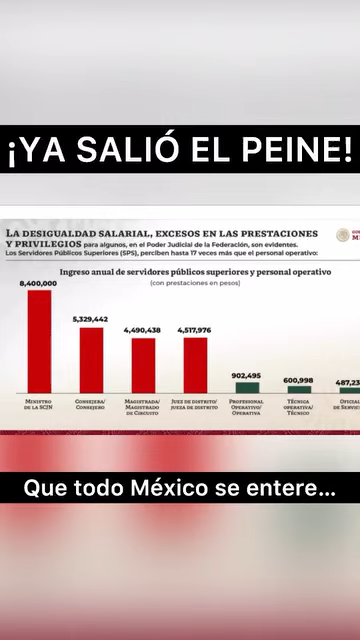 ¡YA SALIÓ EL PEINE!
LA DESIGUALDAD SALARIAL, EXCESOS EN LAS PRESTACIONES
Y PRIVILEGIOS para algunos, en el Poder Judicial de la Federación, son evidentes.
Los Servidores Públicos Superiores (SPS), perciben hasta 17 veces más que el personal operativo:
Ingreso anual de servidores públicos superiores y personal operativo
(con prestaciones en pesos)
8,400,000
5,329,442
4,490,438
4,517,976
902,495
600,998
487,23
MINISTRO
DE LA SCJN
CONSEJERA/
CONSEJERO
MAGISTRADA/
MAGISTRADO
DE CIRCUITO
JUEZ DE DISTRITO/
JUEZA DE DISTRITO
PROFESIONAL
OPERATIVO/
OPERATIVA
TÉCNICA
OPERATIVA/
TÉCNICO
OFICIAL
DE SERVIC
Que todo México se entere...